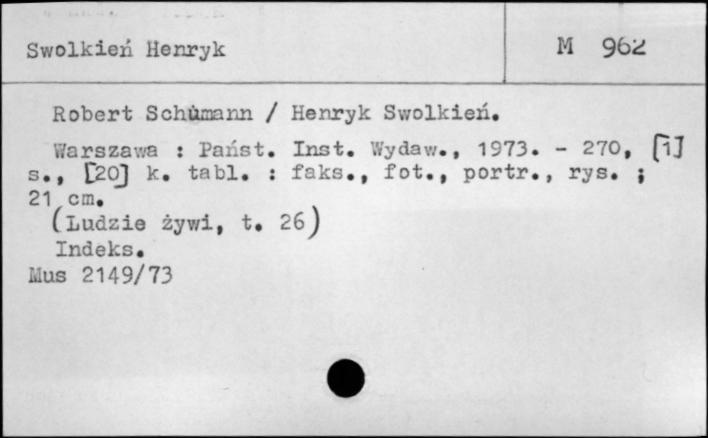 Swolkień Henryk
M 962
Robert Schumann / Henryk Swolkień.
Warszawa : Państ. Inst. Wydaw., 1973. - 270, [1]
s., [20] k. tabl. : faks., fot., portr., rys. ;
21 cm.
(Ludzie żywi, t. 26)
Indeks.
Mus 2149/73